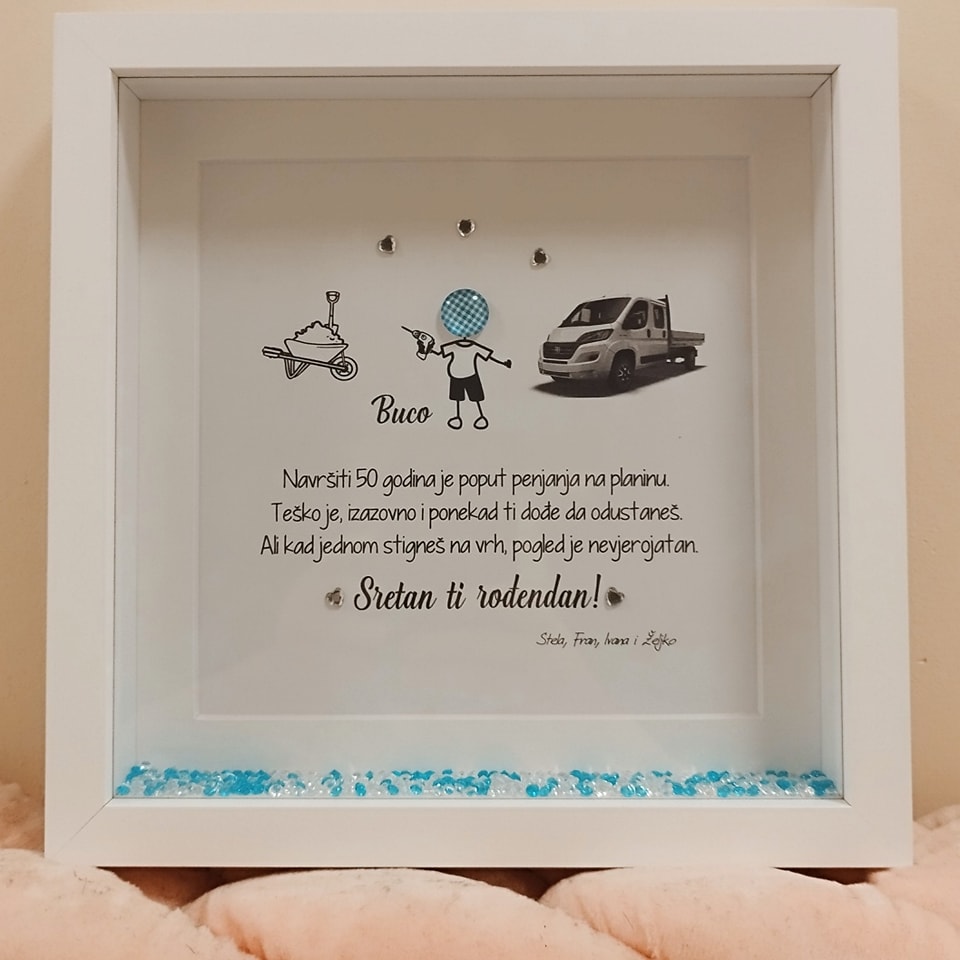 Buco
Navršiti 50 godina je poput penjanja na planinu.
Teško je, izazovno i ponekad ti dođe da odustaneš.
Ali kad jednom stigneš na vrh, pogled je nevjerojatan.
Sretan ti rođendan!
Stela, Fran, Ivana i Željko